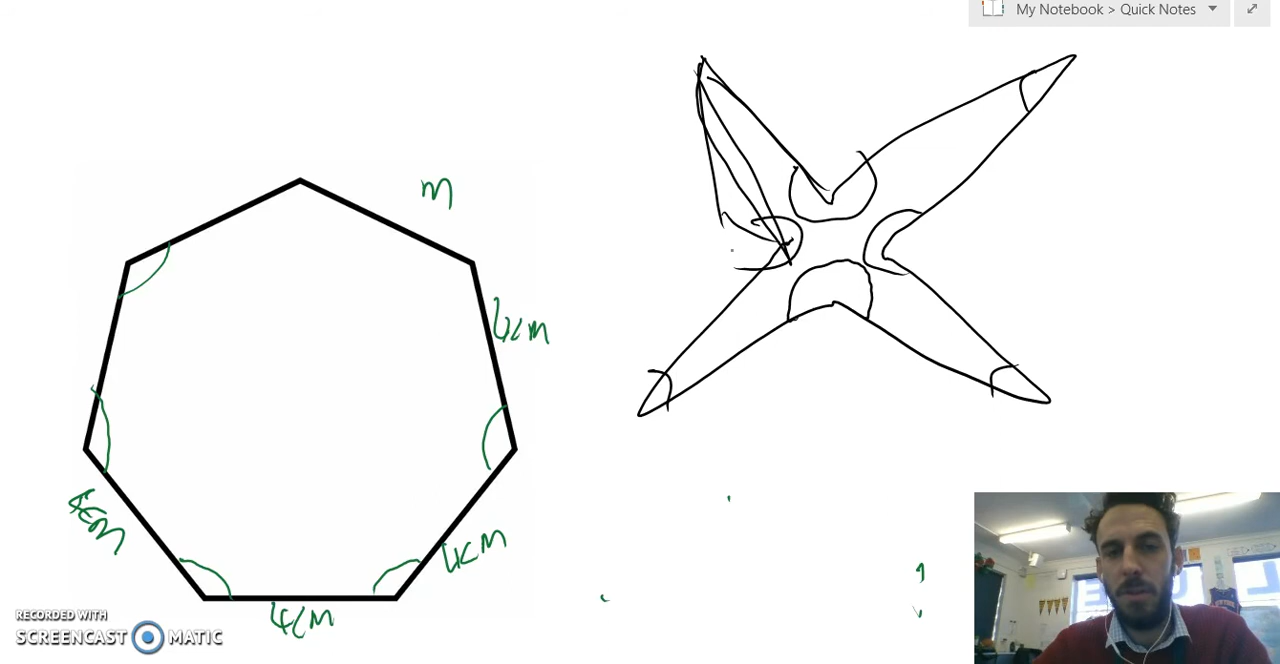 My Notebook > Quick Notes
m
4cm
4cm
4cm
4cm
RECORDED WITH
SCREENCAST MATIC